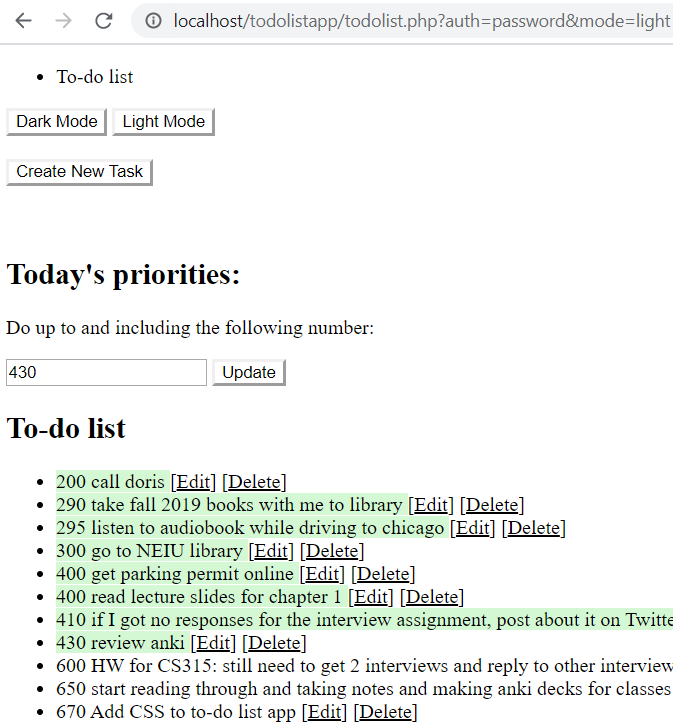 localhost/todolistapp/todolist.php?auth=password&mode=light
To-do list
Dark Mode Light Mode
Create New Task
Today's priorities:
Do up to and including the following number:
430 Update
To-do list
200 call doris [Edit] [Delete]
290 take fall 2019 books with me to library [Edit] [Delete]
295 listen to audiobook while driving to chicago [Edit] [Delete]
300 go to NEIU library [Edit] [Delete]
400 get parking permit online [Edit] [Delete]
400 read lecture slides for chapter 1 [Edit] [Delete]
410 if I got no responses for the interview assignment, post about it on Twitte
430 review anki [Edit] [Delete]
600 HW for CS315: still need to get 2 interviews and reply to other interview
650 start reading through and taking notes and making anki decks for classes
670 Add CSS to to-do list app [Edit] [Delete]